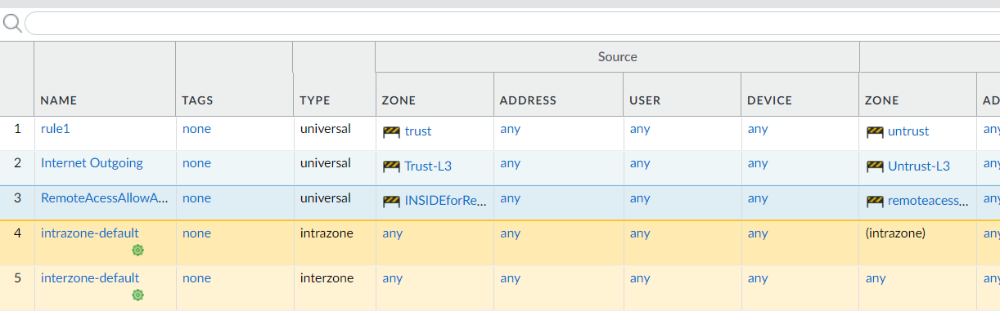 Source
NAME TAGS TYPE ZONE ADDRESS USER DEVICE ZONE AD
1 rule1 none universal trust any any any untrust any
2 Internet Outgoing none universal Trust-L3 any any any Untrust-L3 any
3 RemoteAcessAllowA... none universal INSIDEforRe... any any any remoteacess... any
4 intrazone-default none intrazone any any any any (intrazone) any
5 interzone-default none interzone any any any any any any